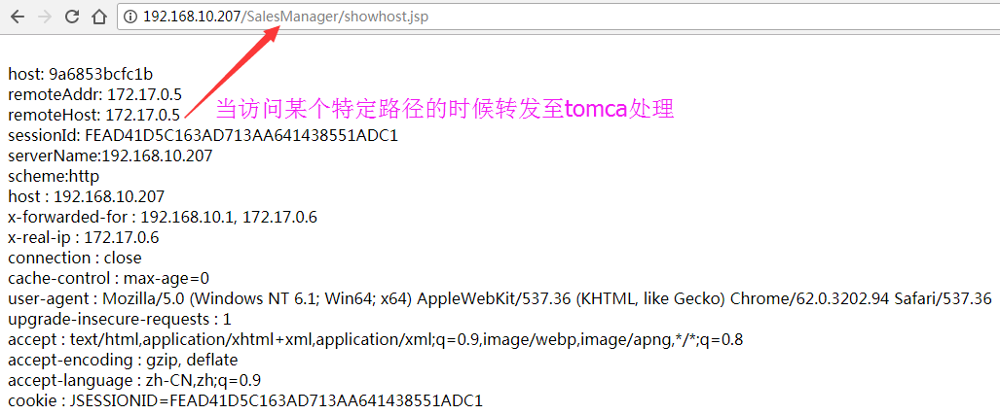 192.168.10.207/SalesManager/showhost.jsp
host: 9a6853bcfc1b
remoteAddr: 172.17.0.5
remoteHost: 172.17.0.5
当访问某个特定路径的时候转发至tomca处理
sessionId: FEAD41D5C163AD713AA641438551ADC1
serverName:192.168.10.207
scheme:http
host : 192.168.10.207
x-forwarded-for : 192.168.10.1, 172.17.0.6
x-real-ip : 172.17.0.6
connection : close
cache-control : max-age=0
user-agent : Mozilla/5.0 (Windows NT 6.1; Win64; x64) AppleWebKit/537.36 (KHTML, like Gecko) Chrome/62.0.3202.94 Safari/537.36
upgrade-insecure-requests : 1
accept : text/html,application/xhtml+xml,application/xml;q=0.9,image/webp,image/apng,*/*;q=0.8
accept-encoding : gzip, deflate
accept-language : zh-CN,zh;q=0.9
cookie : JSESSIONID=FEAD41D5C163AD713AA641438551ADC1